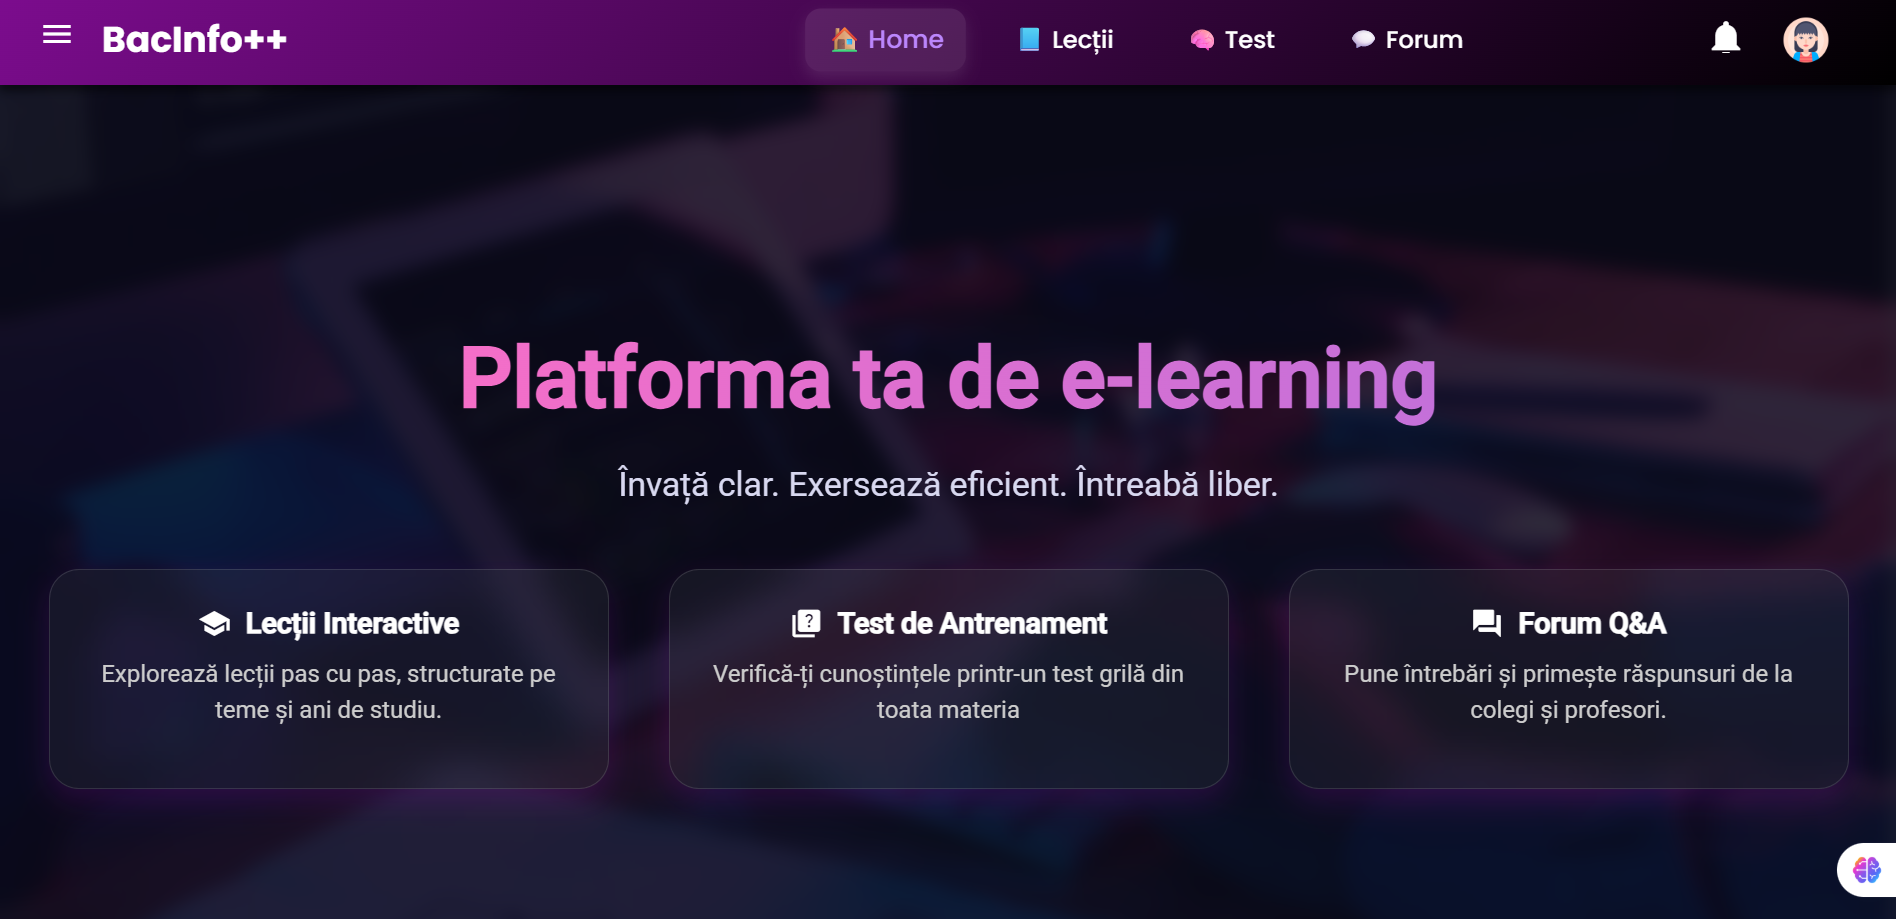 BacInfo++
Home
Lecții
Test
Forum
Platforma ta de e-learning
Învață clar. Exersează eficient. Întreabă liber.
Lecții Interactive
Explorează lecții pas cu pas, structurate pe
teme și ani de studiu.
Test de Antrenament
Verifică-ți cunoștințele printr-un test grilă din
toata materia
Forum Q&A
Pune întrebări și primește răspunsuri de la
colegi și profesori.